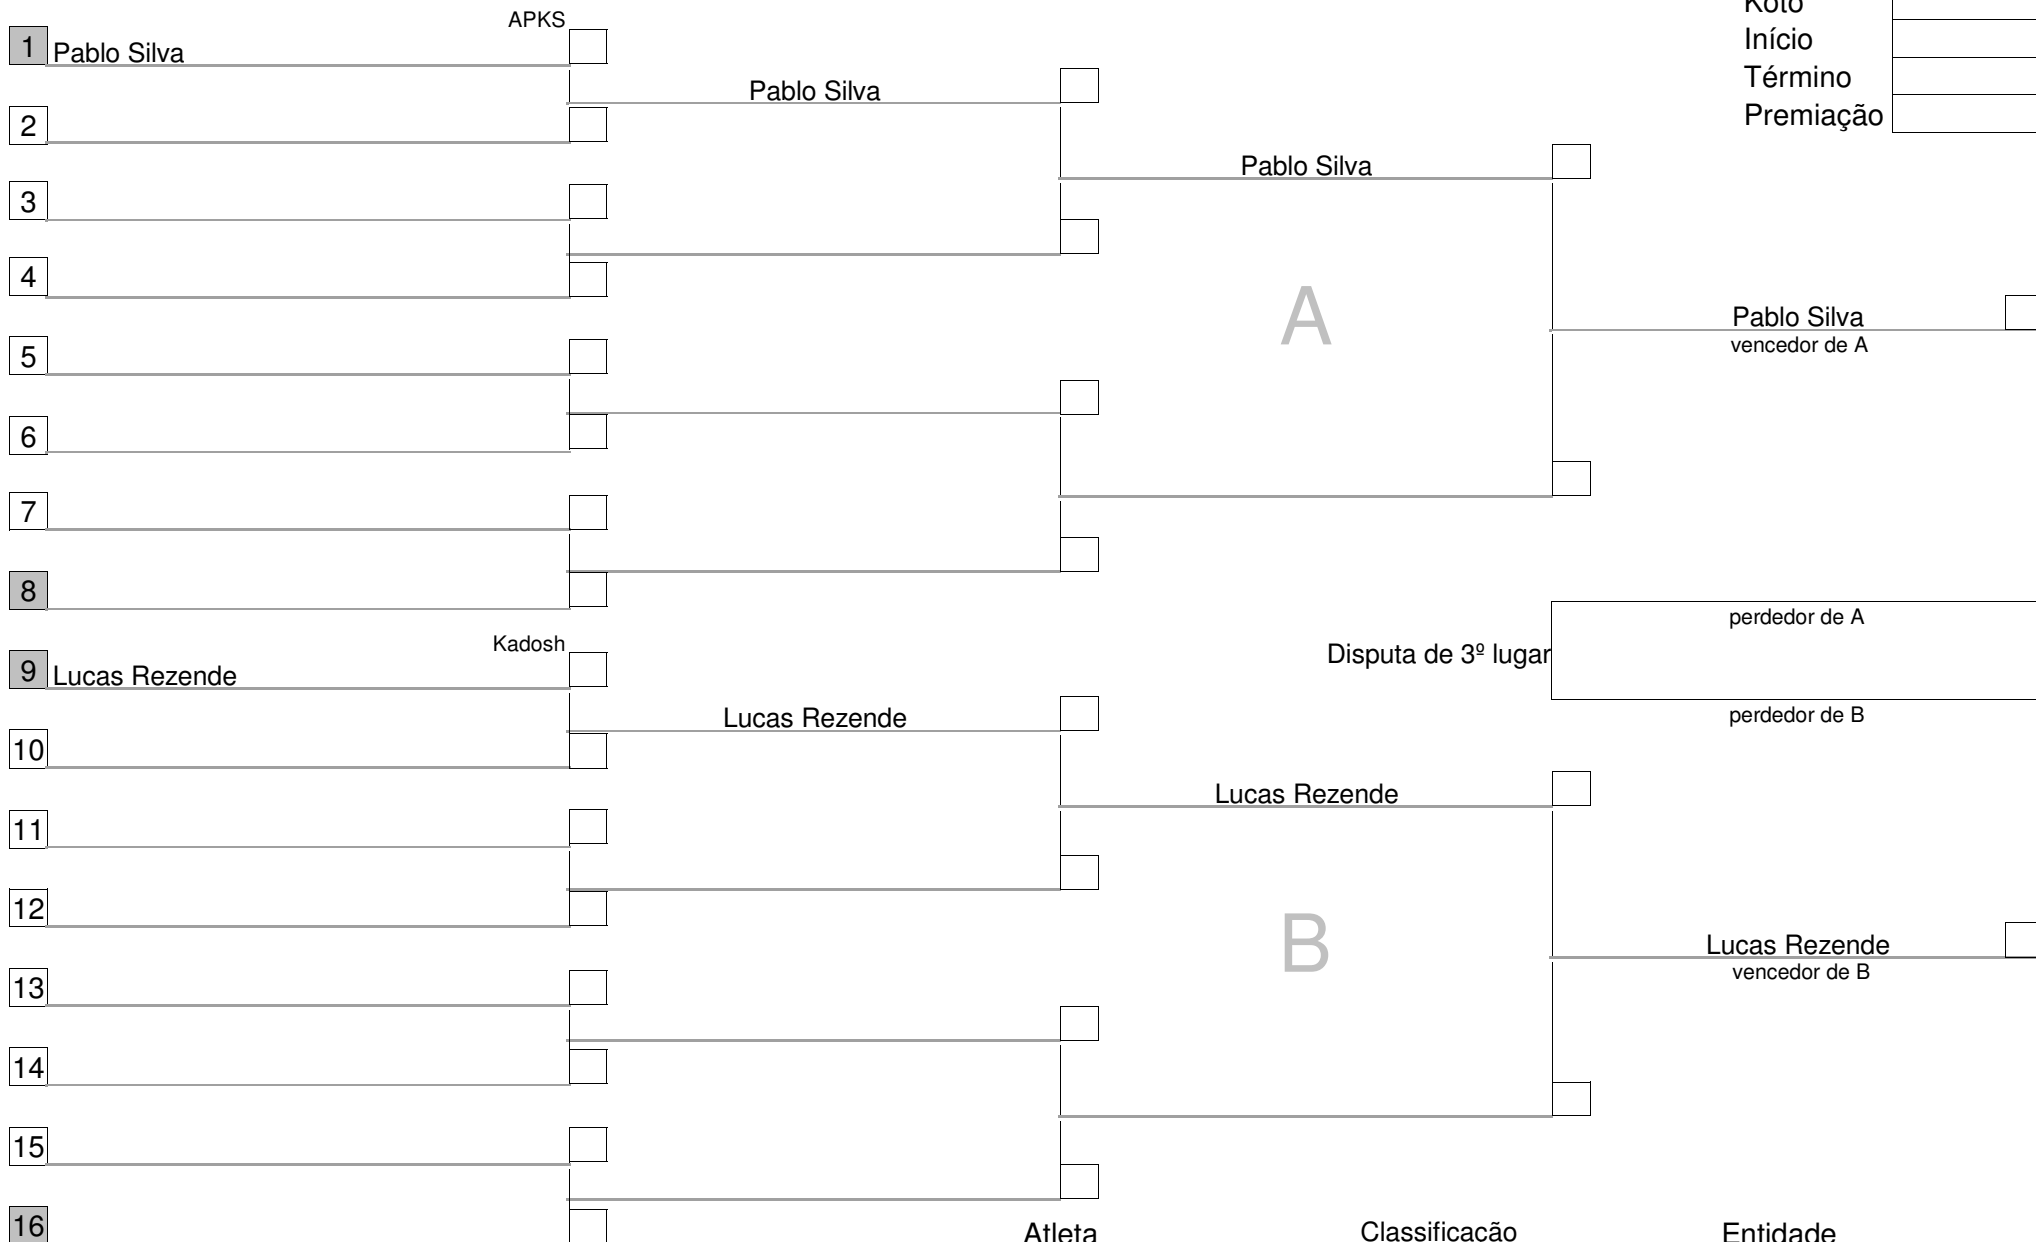 APKS
Koto
1 Pablo Silva
Início
Pablo Silva
Término
2
Premiação
Pablo Silva
3
4
A
Pablo Silva
5
vencedor de A
6
7
8
perdedor de A
Kadosh
Disputa de 3º lugar
9 Lucas Rezende
Lucas Rezende
perdedor de B
10
Lucas Rezende
11
12
B
Lucas Rezende
vencedor de B
13
14
15
16
Atleta Classificação Entidade